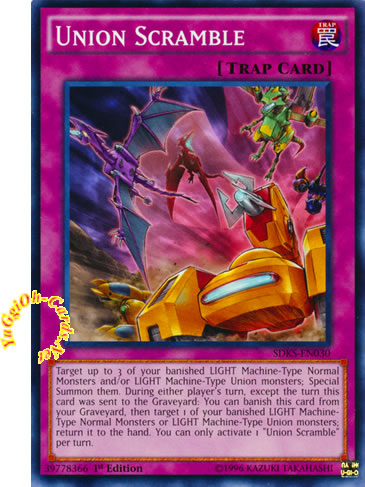 UNION SCRAMBLE
TRAP
罠
[TRAP CARD]
YuGiOh-Cards.Net
SDKS-EN030
Target up to 3 of your banished LIGHT Machine-Type Normal
Monsters and/or LIGHT Machine-Type Union monsters; Special
Summon them. During either player's turn, except the turn this
card was sent to the Graveyard: You can banish this card from
your Graveyard, then target 1 of your banished LIGHT Machine-
Type Normal Monsters or LIGHT Machine-Type Union monsters;
return it to the hand. You can only activate 1 "Union Scramble"
per turn.
39778366 1st Edition
©1996 KAZUKI TAKAHASHI